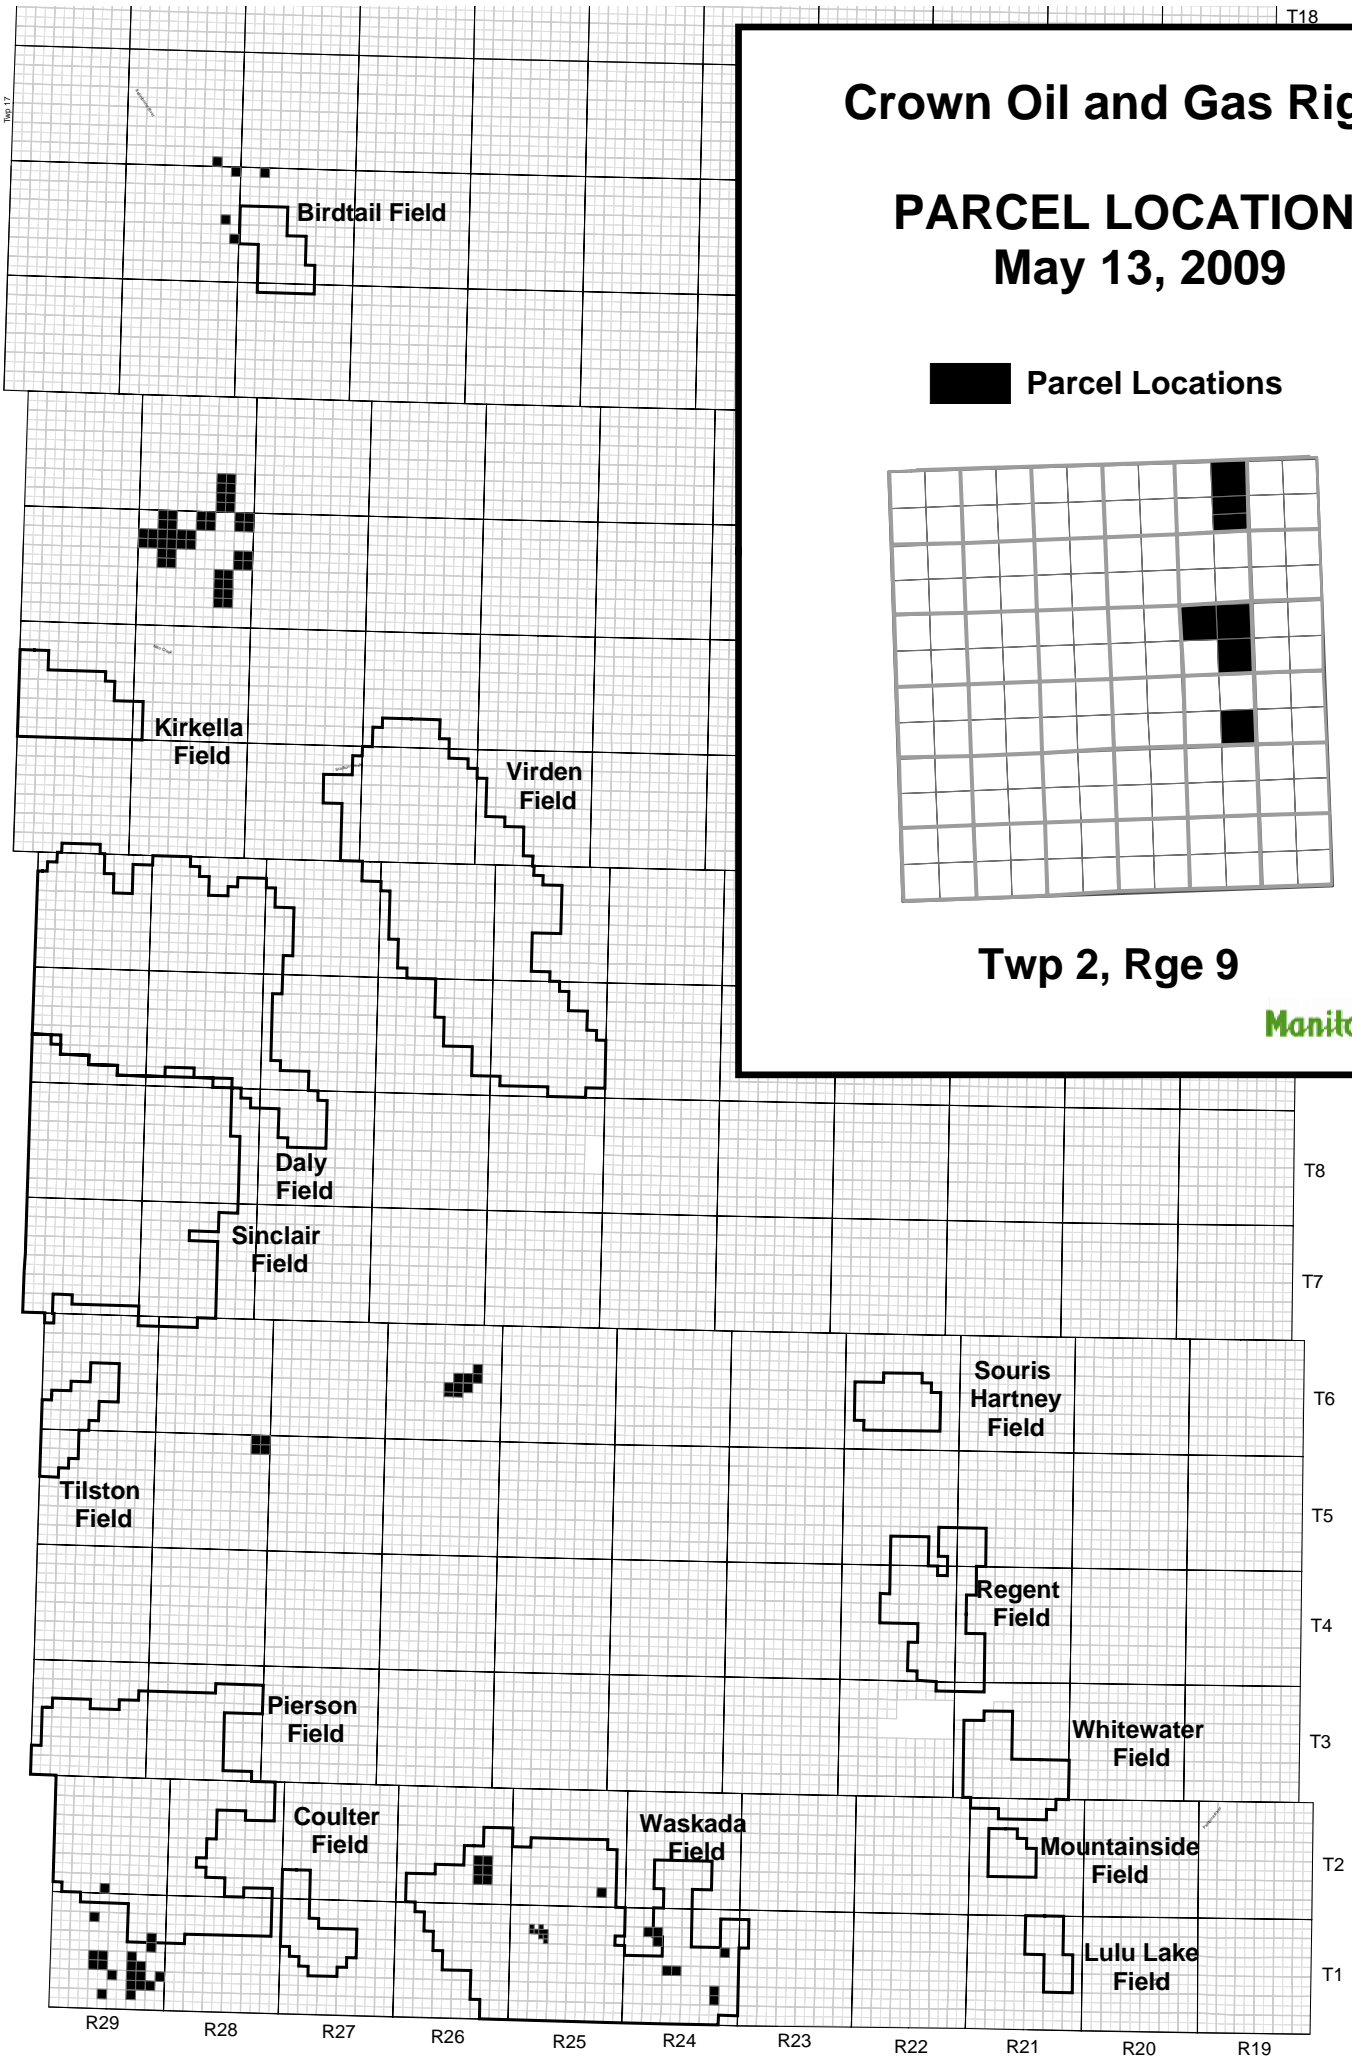 T18
Twp 17
Crown Oil and Gas Rig
PARCEL LOCATION
May 13, 2009
Birdtail Field
Parcel Locations
Kirkella
Field
Virden
Field
Twp 2, Rge 9
Manito
Daly
Field
T8
Sinclair
Field
T7
Souris
Hartney
Field
T6
Tilston
Field
T5
Regent
Field
T4
Pierson
Field
Whitewater
Field
T3
Coulter
Field
Waskada
Field
Mountainside
Field
T2
Lulu Lake
Field
T1
R29
R28
R27
R26
R25
R24
R23
R22
R21
R20
R19